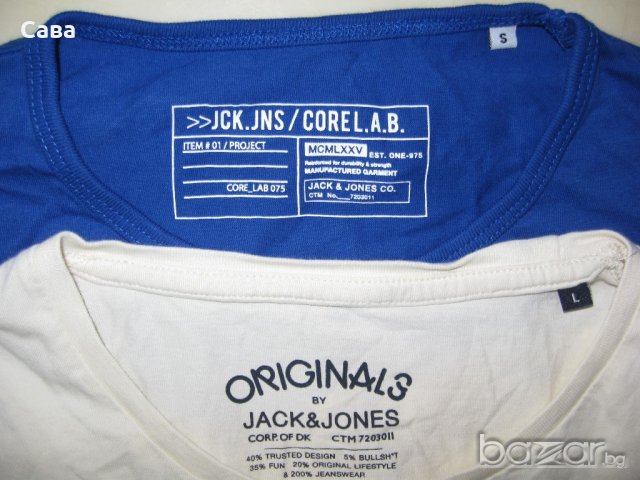 Caba
S
>>JCK.JNS/CORE L.A.B.
ITEM # 01 / PROJECT
CORE_LAB 075
MCMLXXV EST. ONE-975
Reinforced for durability & strength
MANUFACTURED GARMENT
JACK & JONES CO.
CTM No.___7203011
L
ORIGINALS
BY
JACK&JONES
CORP. OF DK CTM 7203011
40% TRUSTED DESIGN 5% BULLSH*T
35% FUN 20% ORIGINAL LIFESTYLE
& 200% JEANSWEAR.
bazar.bg